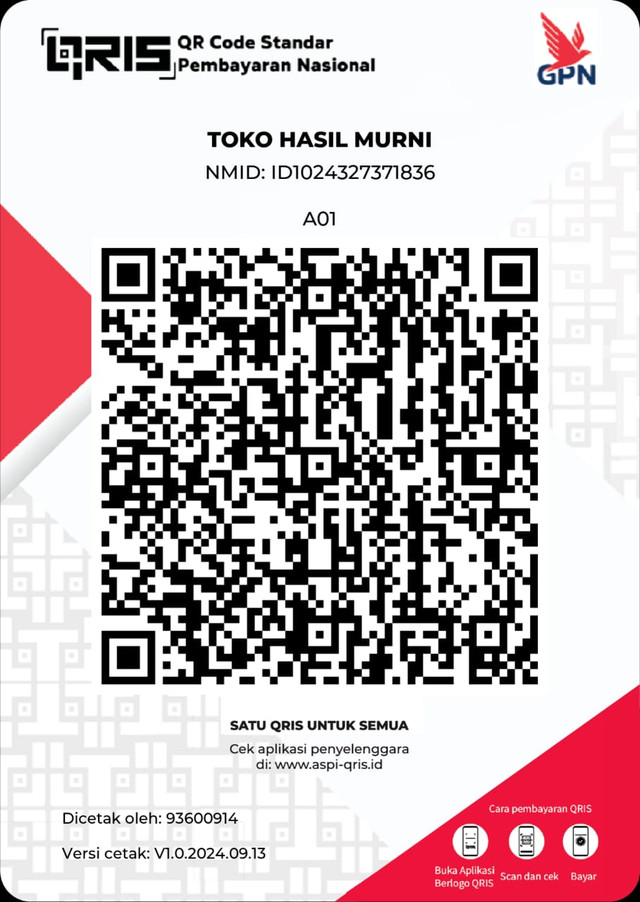 QRIS
QR Code Standar
Pembayaran Nasional
GPN
TOKO HASIL MURNI
NMID: ID1024327371836
A01
SATU QRIS UNTUK SEMUA
Cek aplikasi penyelenggara
di: www.aspi-qris.id
Dicetak oleh: 93600914
Versi cetak: V1.0.2024.09.13
Cara pembayaran QRIS
Buka Aplikasi
Berlogo QRIS
Scan dan cek
Bayar